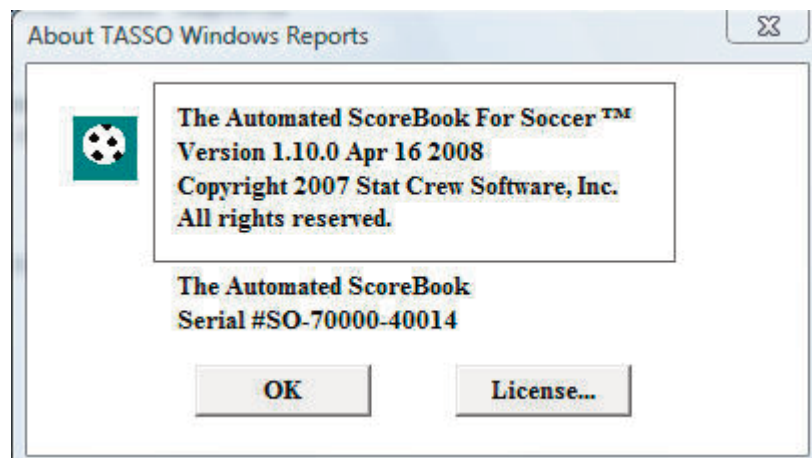 About TASSO Windows Reports
The Automated ScoreBook For Soccer ™
Version 1.10.0 Apr 16 2008
Copyright 2007 Stat Crew Software, Inc.
All rights reserved.
The Automated ScoreBook
Serial #SO-70000-40014
OK
License...